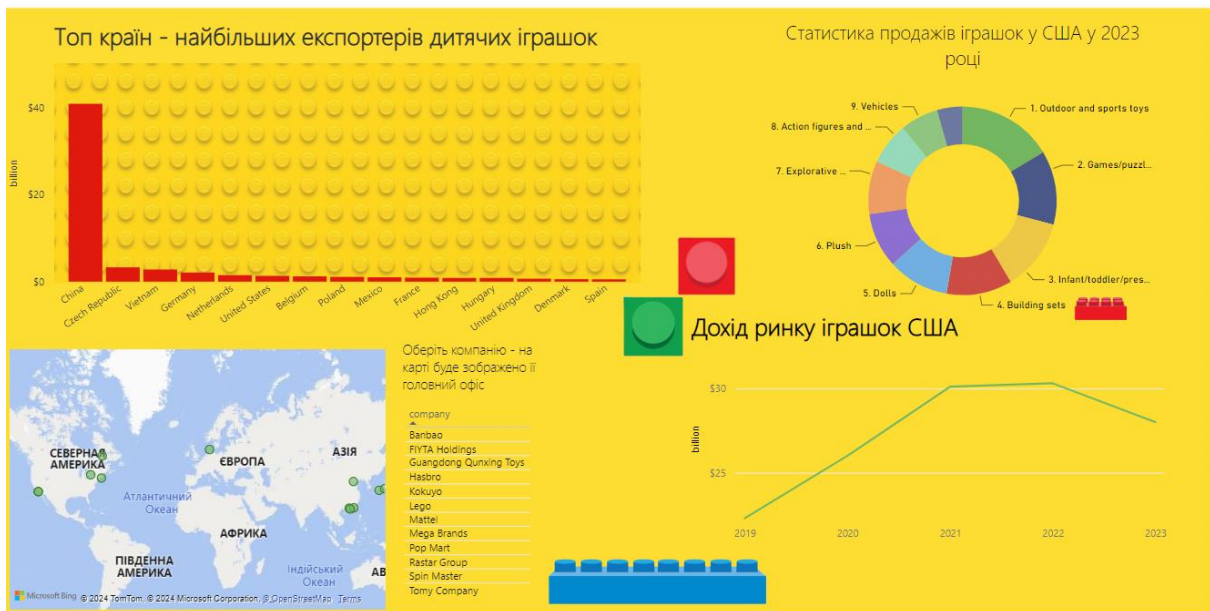 Топ країн - найбільших експортерів дитячих іграшок
$40
$20
$0
billion
China
Czech Republic
Vietnam
Germany
Netherlands
United States
Belgium
Poland
Mexico
France
Hong Kong
Hungary
United Kingdom
Denmark
Spain
Статистика продажів іграшок у США у 2023
році
9. Vehicles
8. Action figures and ...
7. Explorative ...
6. Plush
5. Dolls
1. Outdoor and sports toys
2. Games/puzzl...
3. Infant/toddler/pres...
4. Building sets
СЕВЕРНАЯ
АМЕРИКА
ЄВРОПА
АЗІЯ
Атлантичний
Океан
АФРИКА
ПІВДЕННА
АМЕРИКА
Індійський
Океан
АВ
Microsoft Bing © 2024 TomTom, © 2024 Microsoft Corporation, © OpenStreetMap Terms
Оберіть компанію - на
карті буде зображено її
головний офіс
company
Banbao
FIYTA Holdings
Guangdong Qunxing Toys
Hasbro
Kokuyo
Lego
Mattel
Mega Brands
Pop Mart
Rastar Group
Spin Master
Tomy Company
Дохід ринку іграшок США
$30
$25
billion
2019
2020
2021
2022
2023